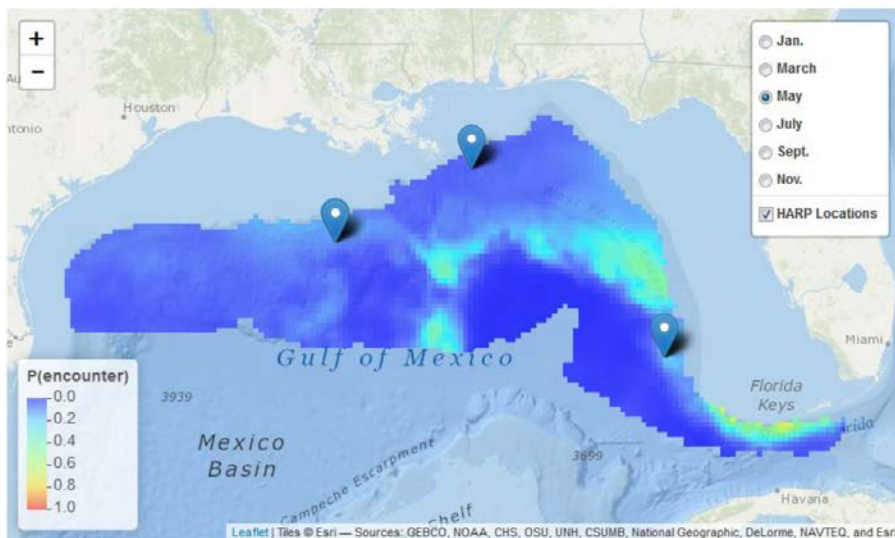 +
−
Houston
Jan.
March
May
July
Sept.
Nov.
HARP Locations
Miami
Gulf of Mexico
P(encounter)
0.0
0.2
0.4
0.6
0.8
1.0
3939
Florida
Keys
Mexico
Basin
Campeche Escarpment
3699
Havana
Shelf
Leaflet | Tiles © Esri — Sources: GEBCO, NOAA, CHS, OSU, UNH, CSUMB, National Geographic, DeLorme, NAVTEQ, and Esri